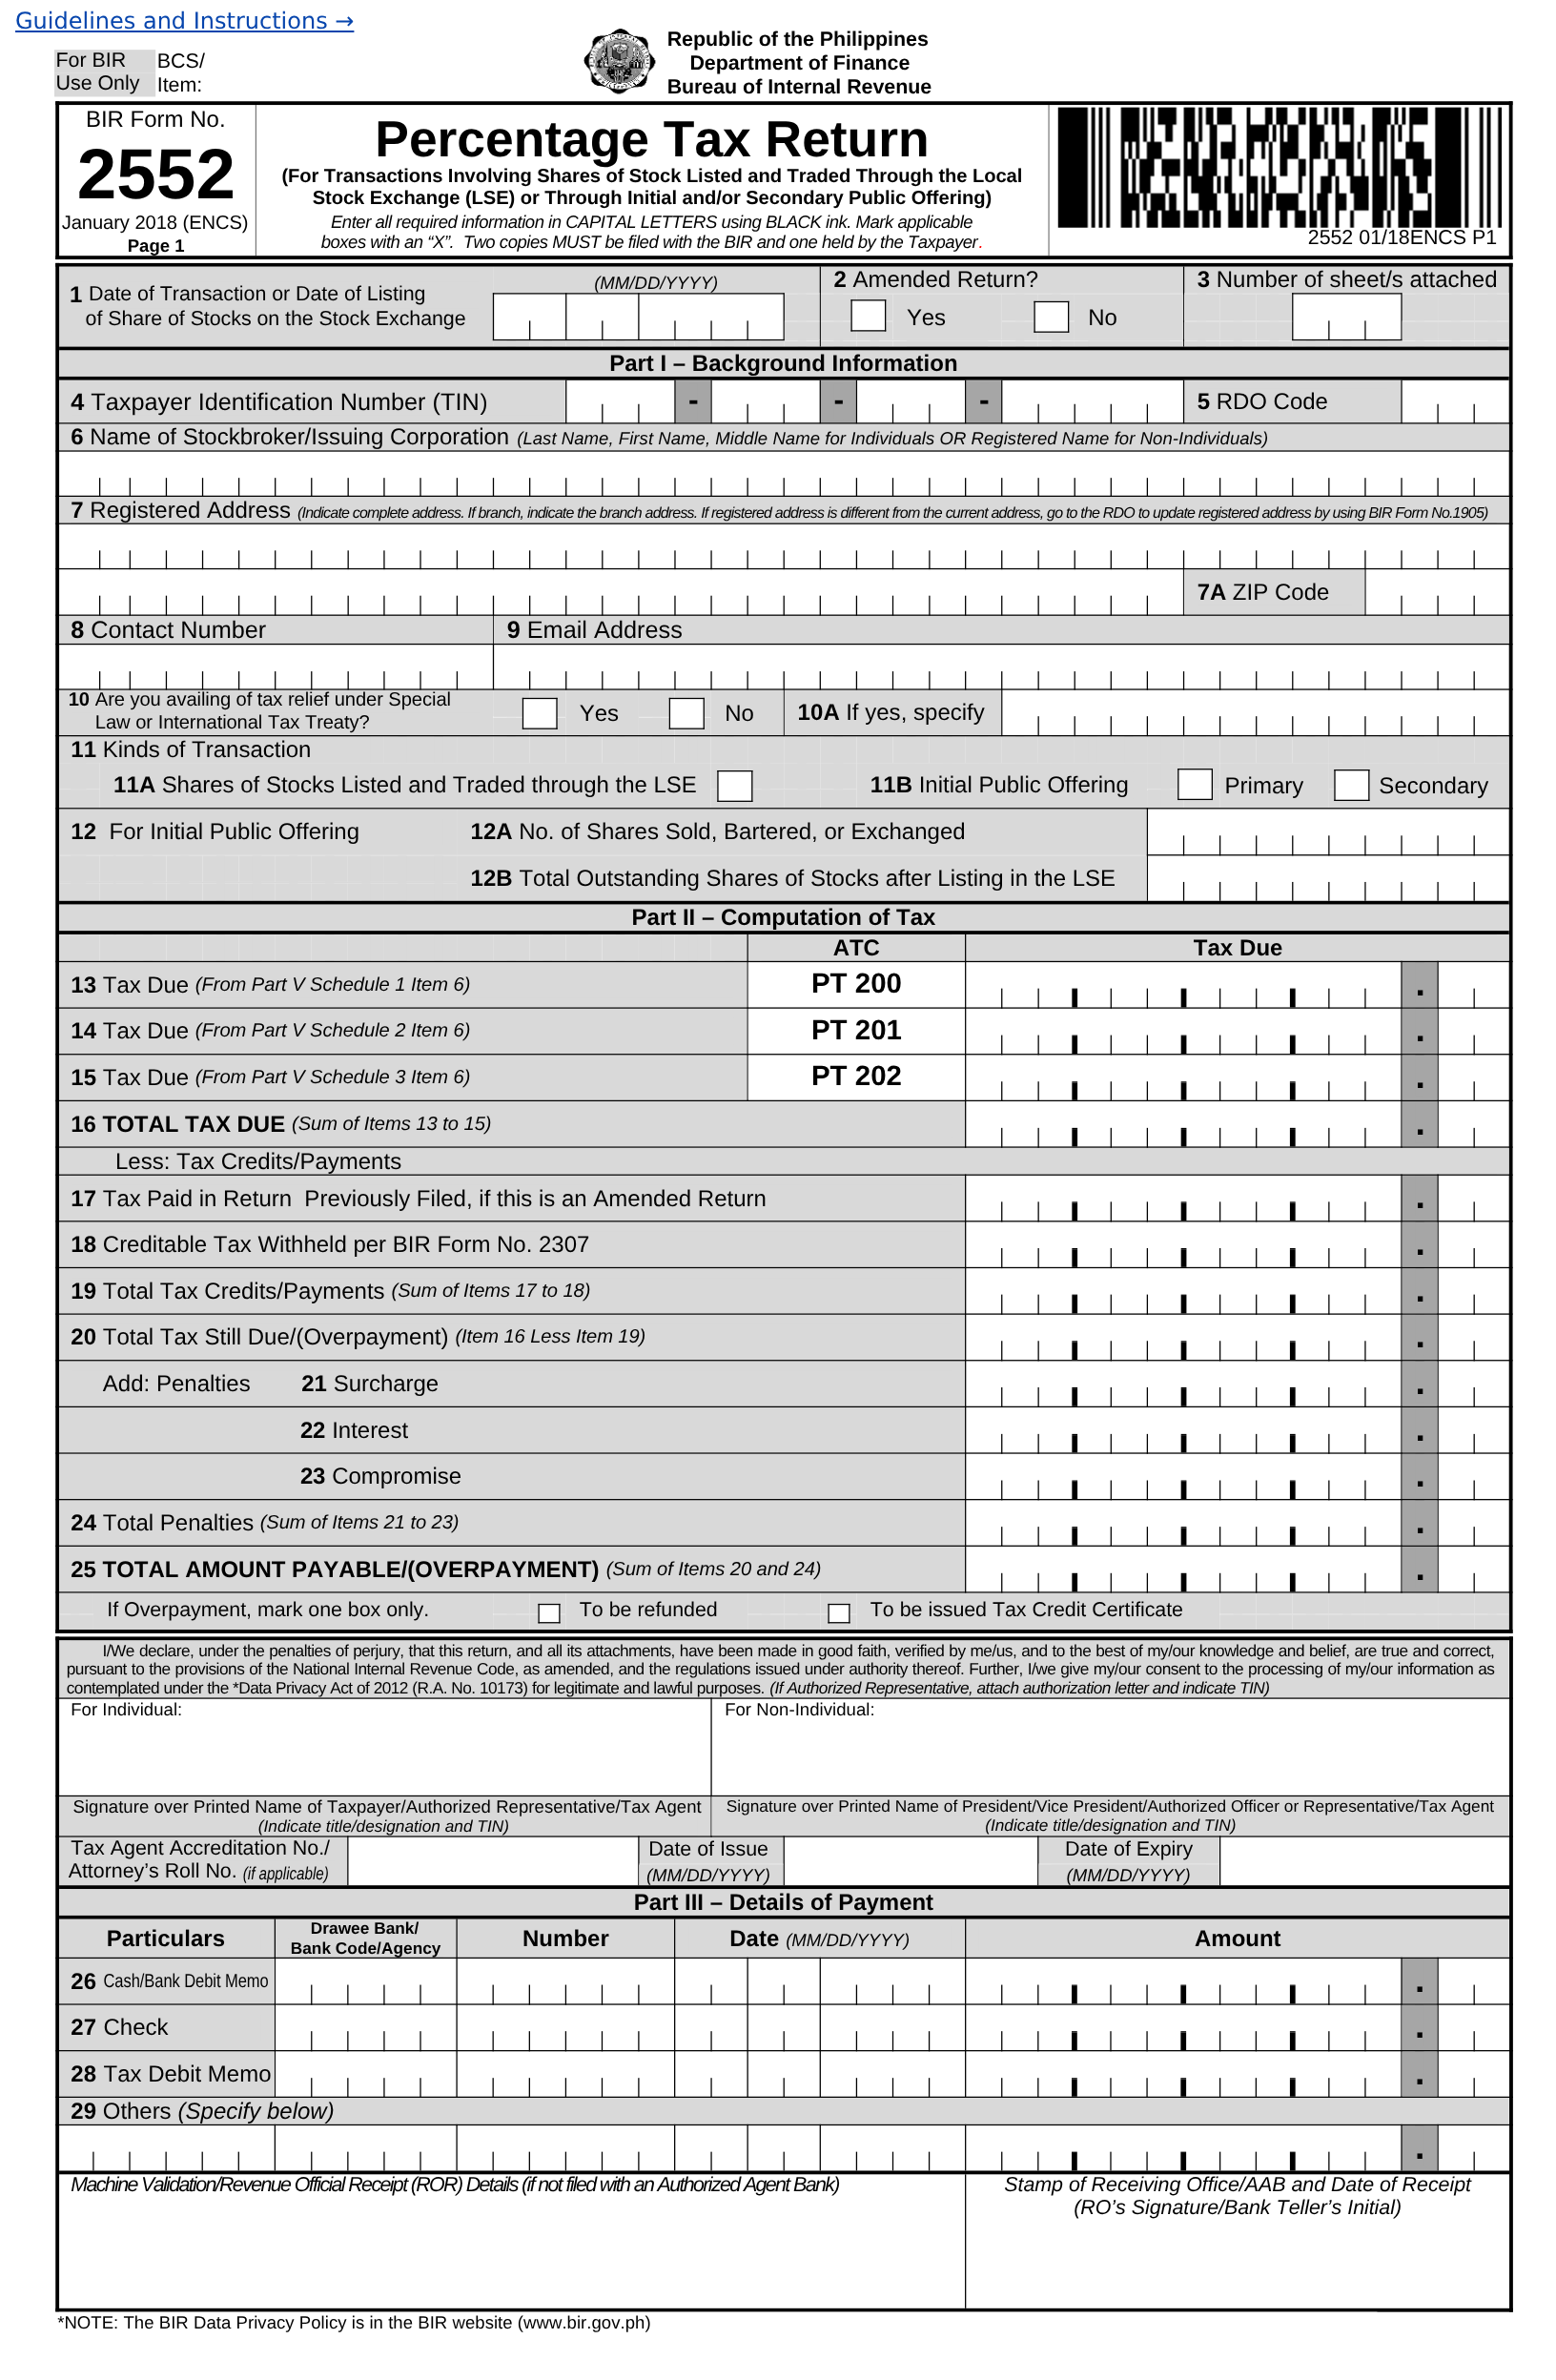 Guidelines and Instructions →
For BIR
Use Only
BCS/
Item:
Republic of the Philippines
Department of Finance
Bureau of Internal Revenue
BIR Form No.
2552
January 2018 (ENCS)
Page 1
Percentage Tax Return
(For Transactions Involving Shares of Stock Listed and Traded Through the Local
Stock Exchange (LSE) or Through Initial and/or Secondary Public Offering)
Enter all required information in CAPITAL LETTERS using BLACK ink. Mark applicable
boxes with an “X”. Two copies MUST be filed with the BIR and one held by the Taxpayer.
2552 01/18ENCS P1
1 Date of Transaction or Date of Listing
of Share of Stocks on the Stock Exchange
(MM/DD/YYYY)
2 Amended Return?
Yes No
3 Number of sheet/s attached
Part I – Background Information
4 Taxpayer Identification Number (TIN) - - -
5 RDO Code
6 Name of Stockbroker/Issuing Corporation (Last Name, First Name, Middle Name for Individuals OR Registered Name for Non-Individuals)
7 Registered Address (Indicate complete address. If branch, indicate the branch address. If registered address is different from the current address, go to the RDO to update registered address by using BIR Form No.1905)
7A ZIP Code
8 Contact Number
9 Email Address
10 Are you availing of tax relief under Special
Law or International Tax Treaty?
Yes No
10A If yes, specify
11 Kinds of Transaction
11A Shares of Stocks Listed and Traded through the LSE
11B Initial Public Offering Primary Secondary
12 For Initial Public Offering
12A No. of Shares Sold, Bartered, or Exchanged
12B Total Outstanding Shares of Stocks after Listing in the LSE
Part II – Computation of Tax
ATC Tax Due
13 Tax Due (From Part V Schedule 1 Item 6) PT 200 .
14 Tax Due (From Part V Schedule 2 Item 6) PT 201 .
15 Tax Due (From Part V Schedule 3 Item 6) PT 202 .
16 TOTAL TAX DUE (Sum of Items 13 to 15) .
Less: Tax Credits/Payments
17 Tax Paid in Return Previously Filed, if this is an Amended Return .
18 Creditable Tax Withheld per BIR Form No. 2307 .
19 Total Tax Credits/Payments (Sum of Items 17 to 18) .
20 Total Tax Still Due/(Overpayment) (Item 16 Less Item 19) .
Add: Penalties 21 Surcharge .
22 Interest .
23 Compromise .
24 Total Penalties (Sum of Items 21 to 23) .
25 TOTAL AMOUNT PAYABLE/(OVERPAYMENT) (Sum of Items 20 and 24) .
If Overpayment, mark one box only. To be refunded To be issued Tax Credit Certificate
I/We declare, under the penalties of perjury, that this return, and all its attachments, have been made in good faith, verified by me/us, and to the best of my/our knowledge and belief, are true and correct,
pursuant to the provisions of the National Internal Revenue Code, as amended, and the regulations issued under authority thereof. Further, I/we give my/our consent to the processing of my/our information as
contemplated under the *Data Privacy Act of 2012 (R.A. No. 10173) for legitimate and lawful purposes. (If Authorized Representative, attach authorization letter and indicate TIN)
For Individual:
For Non-Individual:
Signature over Printed Name of Taxpayer/Authorized Representative/Tax Agent
(Indicate title/designation and TIN)
Signature over Printed Name of President/Vice President/Authorized Officer or Representative/Tax Agent
(Indicate title/designation and TIN)
Tax Agent Accreditation No./
Attorney’s Roll No. (if applicable)
Date of Issue
(MM/DD/YYYY)
Date of Expiry
(MM/DD/YYYY)
Part III – Details of Payment
Particulars
Drawee Bank/
Bank Code/Agency
Number
Date (MM/DD/YYYY)
Amount
26 Cash/Bank Debit Memo .
27 Check .
28 Tax Debit Memo .
29 Others (Specify below)
.
Machine Validation/Revenue Official Receipt (ROR) Details (if not filed with an Authorized Agent Bank)
Stamp of Receiving Office/AAB and Date of Receipt
(RO’s Signature/Bank Teller’s Initial)
*NOTE: The BIR Data Privacy Policy is in the BIR website (www.bir.gov.ph)